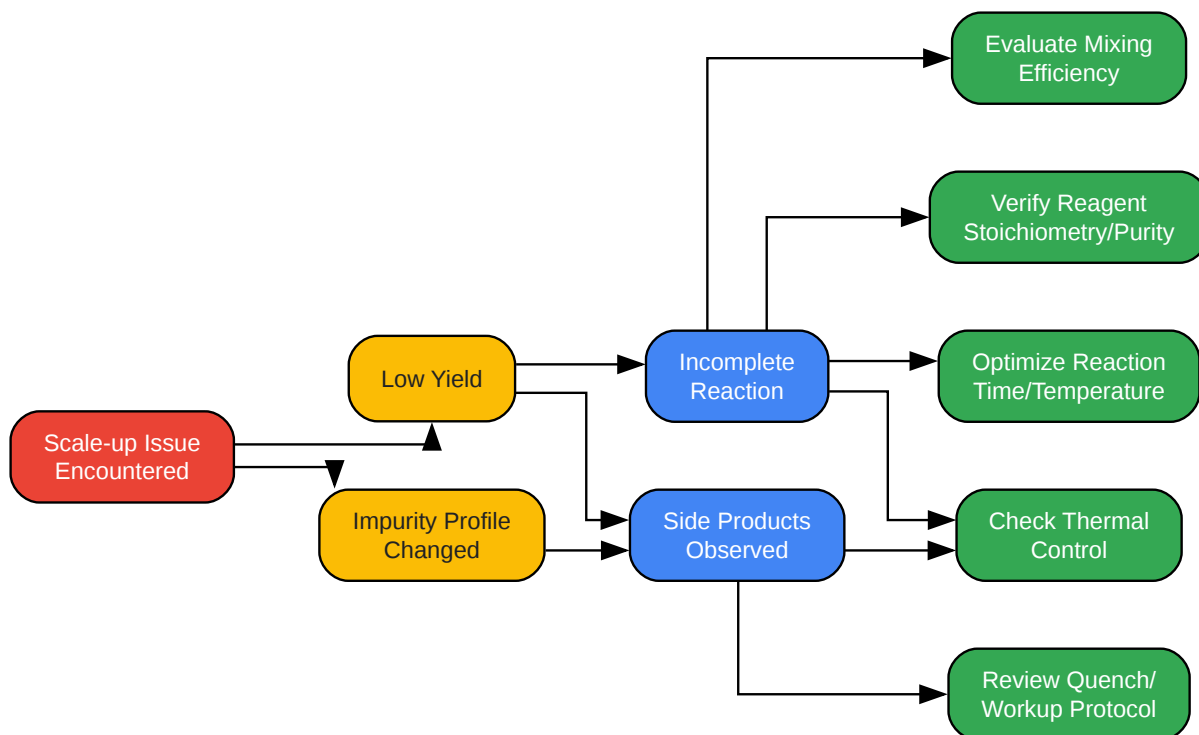 Evaluate Mixing
Efficiency
Verify Reagent
Stoichiometry/Purity
Low Yield
Incomplete
Reaction
Optimize Reaction
Time/Temperature
Scale-up Issue
Encountered
Impurity Profile
Changed
Side Products
Observed
Check Thermal
Control
Review Quench/
Workup Protocol